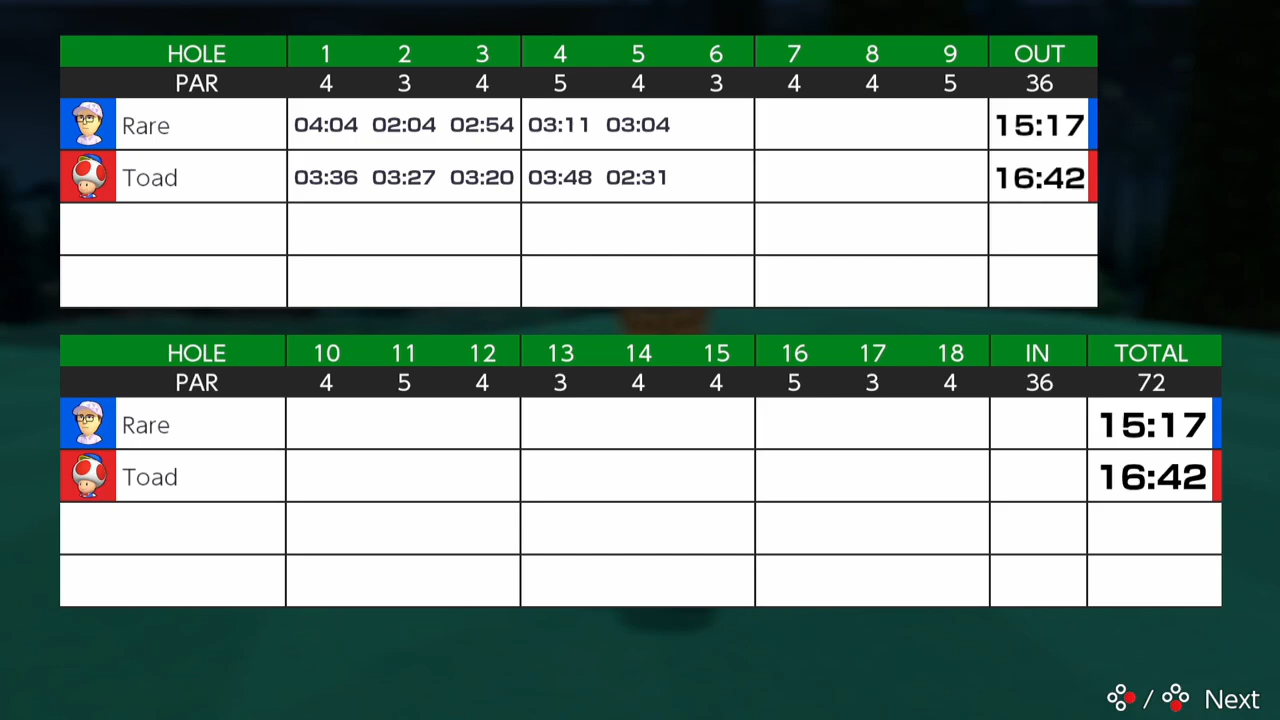 HOLE 1 2 3 4 5 6 7 8 9 OUT
PAR 4 3 4 5 4 3 4 4 5 36
Rare 04:04 02:04 02:54 03:11 03:04 15:17
Toad 03:36 03:27 03:20 03:48 02:31 16:42
HOLE 10 11 12 13 14 15 16 17 18 IN TOTAL
PAR 4 5 4 3 4 4 5 3 4 36 72
Rare 15:17
Toad 16:42
/ Next